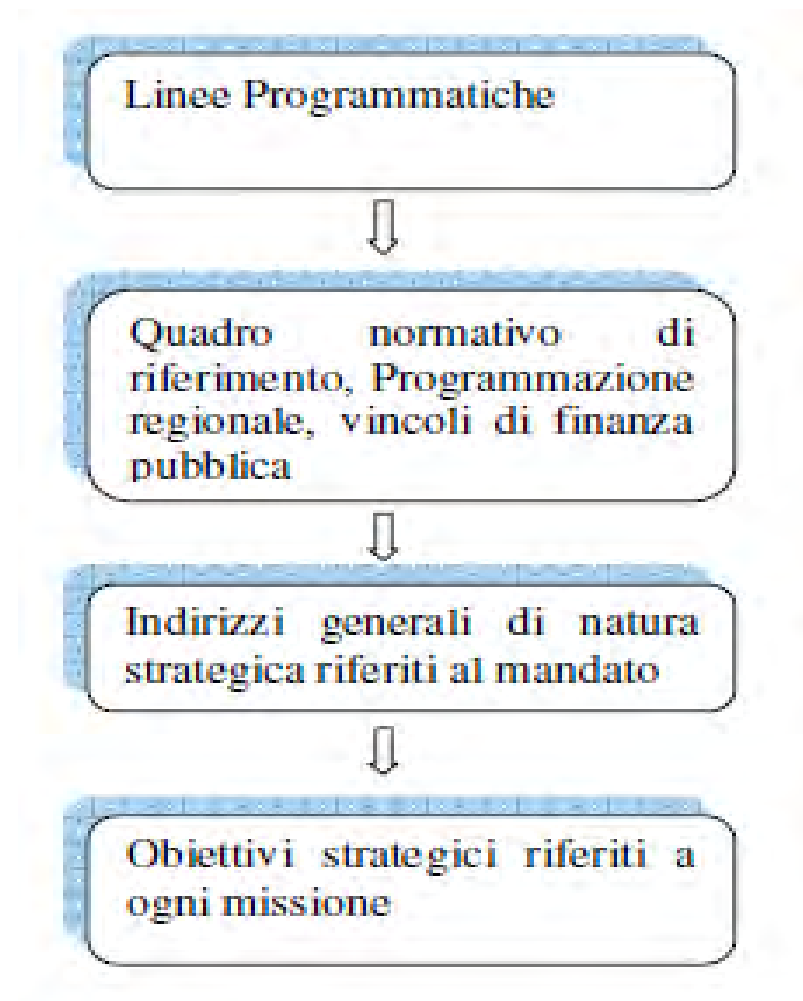 Linee Programmatiche
Quadro normativo di
riferimento, Programmazione
regionale, vincoli di finanza
pubblica
Indirizzi generali di natura
strategica riferiti al mandato
Obiettivi strategici riferiti a
ogni missione